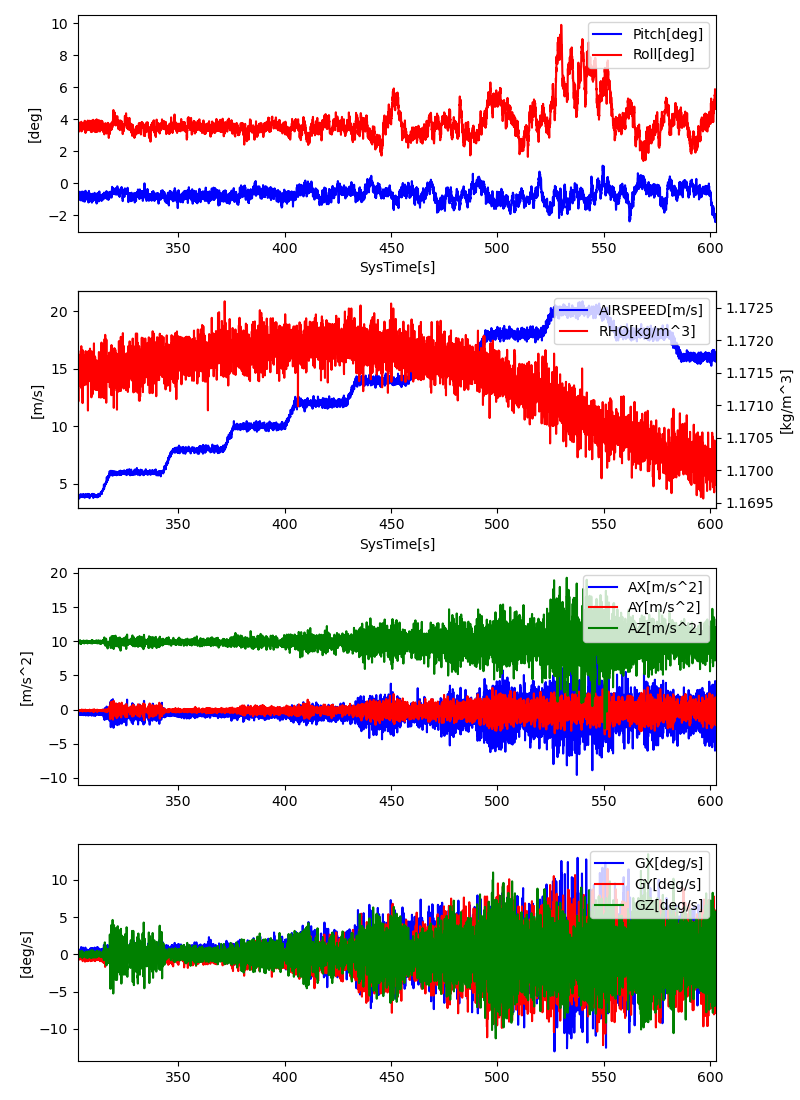 10
8
6
4
2
0
−2
[deg]
Pitch[deg]
Roll[deg]
350 400 450 500 550 600
SysTime[s]
20
15
10
5
[m/s]
AIRSPEED[m/s]
RHO[kg/m^3]
1.1725
1.1720
1.1715
1.1710
1.1705
1.1700
1.1695
[kg/m^3]
350 400 450 500 550 600
SysTime[s]
20
15
10
5
0
−5
−10
[m/s^2]
AX[m/s^2]
AY[m/s^2]
AZ[m/s^2]
350 400 450 500 550 600
10
5
0
−5
−10
[deg/s]
GX[deg/s]
GY[deg/s]
GZ[deg/s]
350 400 450 500 550 600